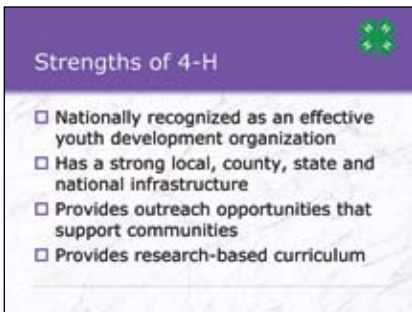 Strengths of 4-H
Nationally recognized as an effective
youth development organization
Has a strong local, county, state and
national infrastructure
Provides outreach opportunities that
support communities
Provides research-based curriculum